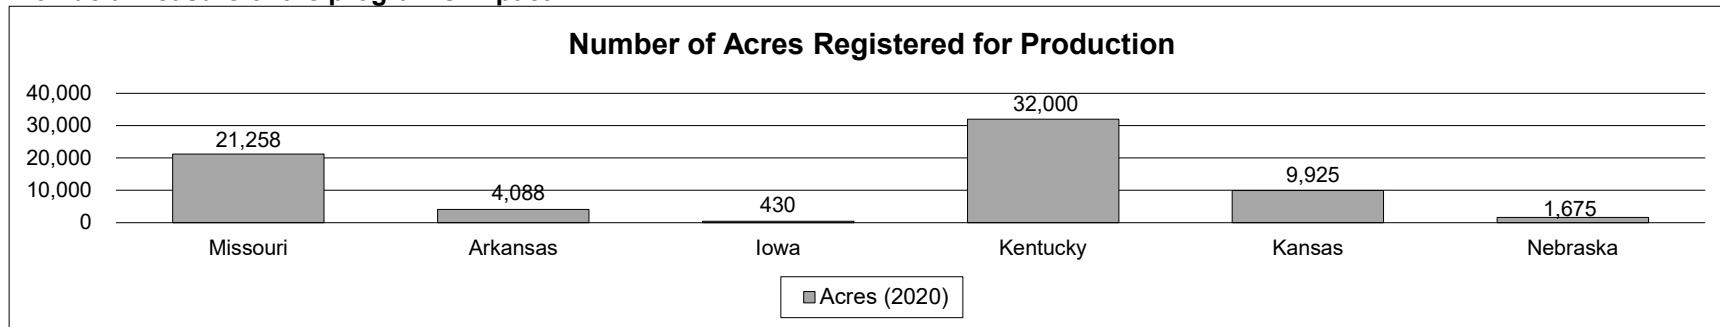 Number of Acres Registered for Production
40,000
30,000
20,000
10,000
0
21,258
4,088
430
32,000
9,925
1,675
Missouri
Arkansas
Iowa
Kentucky
Kansas
Nebraska
Acres (2020)